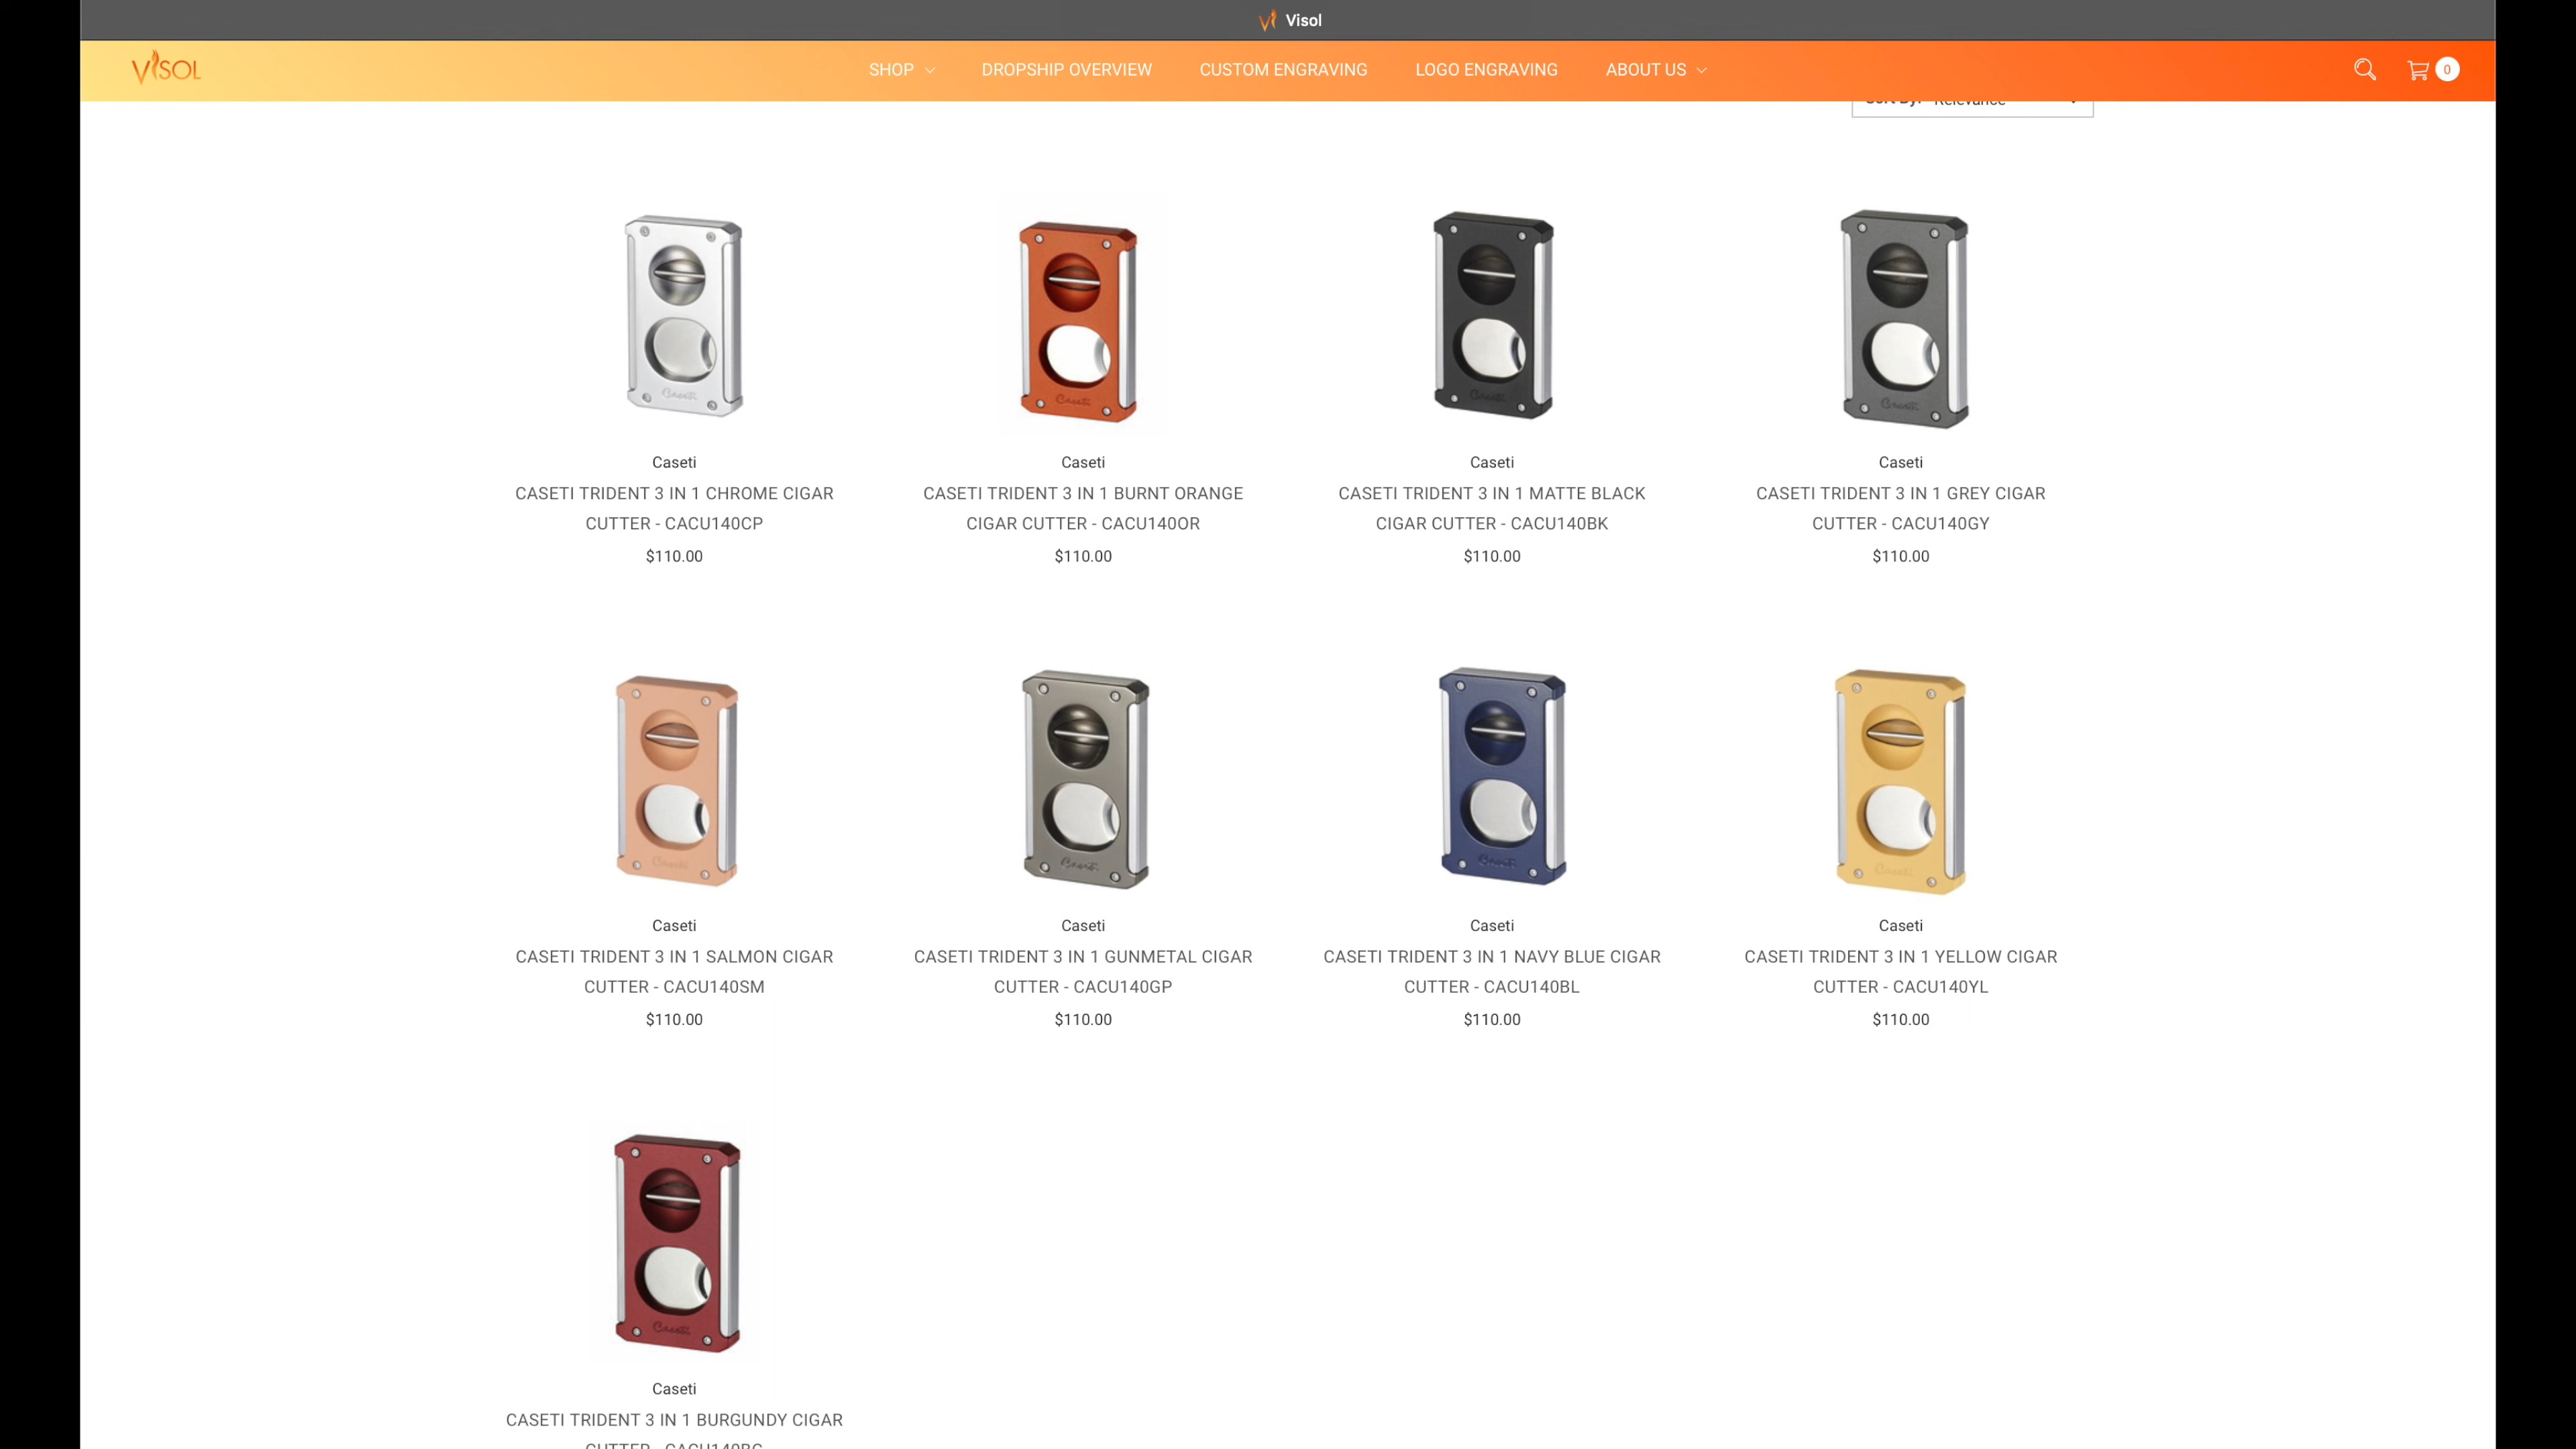 Visol
VISOL
SHOP
DROPSHIP OVERVIEW
CUSTOM ENGRAVING
LOGO ENGRAVING
ABOUT US
0
Sort By: Relevance
Caseti
CASETI TRIDENT 3 IN 1 CHROME CIGAR
CUTTER - CACU140CP
$110.00
Caseti
CASETI TRIDENT 3 IN 1 BURNT ORANGE
CIGAR CUTTER - CACU140OR
$110.00
Caseti
CASETI TRIDENT 3 IN 1 MATTE BLACK
CIGAR CUTTER - CACU140BK
$110.00
Caseti
CASETI TRIDENT 3 IN 1 GREY CIGAR
CUTTER - CACU140GY
$110.00
Caseti
CASETI TRIDENT 3 IN 1 SALMON CIGAR
CUTTER - CACU140SM
$110.00
Caseti
CASETI TRIDENT 3 IN 1 GUNMETAL CIGAR
CUTTER - CACU140GP
$110.00
Caseti
CASETI TRIDENT 3 IN 1 NAVY BLUE CIGAR
CUTTER - CACU140BL
$110.00
Caseti
CASETI TRIDENT 3 IN 1 YELLOW CIGAR
CUTTER - CACU140YL
$110.00
Caseti
CASETI TRIDENT 3 IN 1 BURGUNDY CIGAR
CUTTER -